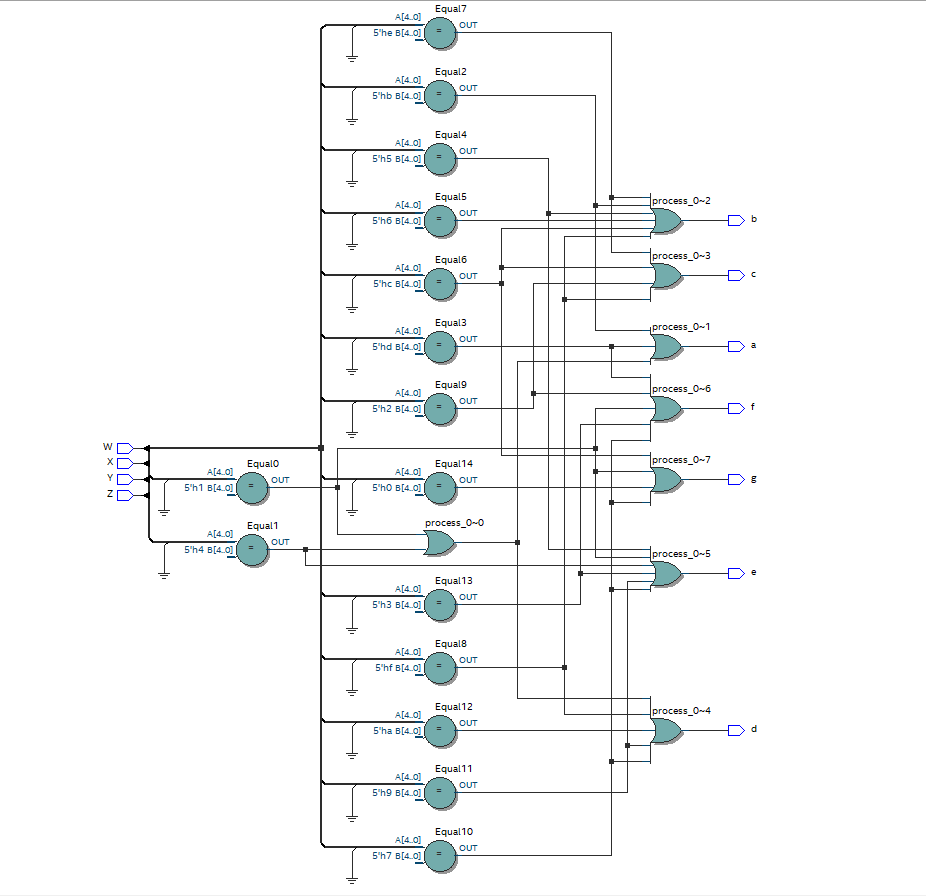 Equal7
A[4..0] OUT
5'he B[4..0] =
Equal2
A[4..0] OUT
5'hb B[4..0] =
Equal4
A[4..0] OUT
5'h5 B[4..0] =
Equal5
A[4..0] OUT
5'h6 B[4..0] =
process_0~2
b
Equal6
A[4..0] OUT
5'hc B[4..0] =
process_0~3
c
Equal3
A[4..0] OUT
5'hd B[4..0] =
process_0~1
a
Equal9
A[4..0] OUT
5'h2 B[4..0] =
process_0~6
f
W
X
Y
Z
Equal0
A[4..0] OUT
5'h1 B[4..0] =
Equal14
A[4..0] OUT
5'h0 B[4..0] =
process_0~7
g
Equal1
A[4..0] OUT
5'h4 B[4..0] =
process_0~0
process_0~5
e
Equal13
A[4..0] OUT
5'h3 B[4..0] =
Equal8
A[4..0] OUT
5'hf B[4..0] =
Equal12
A[4..0] OUT
5'ha B[4..0] =
process_0~4
d
Equal11
A[4..0] OUT
5'h9 B[4..0] =
Equal10
A[4..0] OUT
5'h7 B[4..0] =